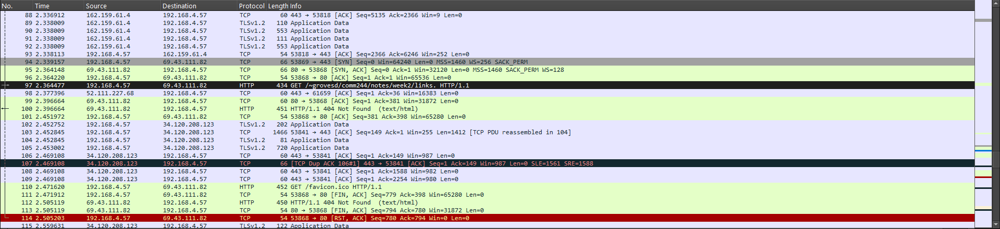 No. Time Source Destination Protocol Length Info
88 2.336912 162.159.61.4 192.168.4.57 TCP 60 443 → 53818 [ACK] Seq=5135 Ack=2366 Win=9 Len=0
89 2.338009 162.159.61.4 192.168.4.57 TLSv1.2 110 Application Data
90 2.338009 162.159.61.4 192.168.4.57 TLSv1.2 553 Application Data
91 2.338009 162.159.61.4 192.168.4.57 TLSv1.2 111 Application Data
92 2.338009 162.159.61.4 192.168.4.57 TLSv1.2 553 Application Data
93 2.338113 192.168.4.57 162.159.61.4 TCP 54 53818 → 443 [ACK] Seq=2366 Ack=6246 Win=252 Len=0
94 2.339157 192.168.4.57 69.43.111.82 TCP 66 53869 → 443 [SYN] Seq=0 Win=64240 Len=0 MSS=1460 WS=256 SACK_PERM
95 2.364148 69.43.111.82 192.168.4.57 TCP 66 80 → 53868 [SYN, ACK] Seq=0 Ack=1 Win=32120 Len=0 MSS=1460 SACK_PERM WS=128
96 2.364220 192.168.4.57 69.43.111.82 TCP 54 53868 → 80 [ACK] Seq=1 Ack=1 Win=65536 Len=0
97 2.364477 192.168.4.57 69.43.111.82 HTTP 434 GET /~grovesd/comm244/notes/week2/links. HTTP/1.1
98 2.377396 52.111.227.68 192.168.4.57 TCP 60 443 → 61659 [ACK] Seq=1 Ack=36 Win=16383 Len=0
99 2.396664 69.43.111.82 192.168.4.57 TCP 60 80 → 53868 [ACK] Seq=1 Ack=381 Win=31872 Len=0
100 2.396664 69.43.111.82 192.168.4.57 HTTP 451 HTTP/1.1 404 Not Found (text/html)
101 2.451972 192.168.4.57 69.43.111.82 TCP 54 53868 → 80 [ACK] Seq=381 Ack=398 Win=65280 Len=0
102 2.452752 192.168.4.57 34.120.208.123 TLSv1.2 202 Application Data
103 2.452845 192.168.4.57 34.120.208.123 TCP 1466 53841 → 443 [ACK] Seq=149 Ack=1 Win=255 Len=1412 [TCP PDU reassembled in 104]
104 2.452845 192.168.4.57 34.120.208.123 TLSv1.2 81 Application Data
105 2.453002 192.168.4.57 34.120.208.123 TLSv1.2 720 Application Data
106 2.469108 34.120.208.123 192.168.4.57 TCP 60 443 → 53841 [ACK] Seq=1 Ack=149 Win=987 Len=0
107 2.469108 34.120.208.123 192.168.4.57 TCP 66 [TCP Dup ACK 106#1] 443 → 53841 [ACK] Seq=1 Ack=149 Win=987 Len=0 SLE=1561 SRE=1588
108 2.469108 34.120.208.123 192.168.4.57 TCP 60 443 → 53841 [ACK] Seq=1 Ack=1588 Win=982 Len=0
109 2.469108 34.120.208.123 192.168.4.57 TCP 60 443 → 53841 [ACK] Seq=1 Ack=2254 Win=980 Len=0
110 2.471620 192.168.4.57 69.43.111.82 HTTP 452 GET /favicon.ico HTTP/1.1
111 2.471912 192.168.4.57 69.43.111.82 TCP 54 53868 → 80 [FIN, ACK] Seq=779 Ack=398 Win=65280 Len=0
112 2.505119 69.43.111.82 192.168.4.57 HTTP 450 HTTP/1.1 404 Not Found (text/html)
113 2.505119 69.43.111.82 192.168.4.57 TCP 54 80 → 53868 [FIN, ACK] Seq=794 Ack=780 Win=31872 Len=0
114 2.505203 192.168.4.57 69.43.111.82 TCP 54 53868 → 80 [RST, ACK] Seq=780 Ack=794 Win=0 Len=0
115 2.559631 34.120.208.123 192.168.4.57 TLSv1.2 122 Application Data